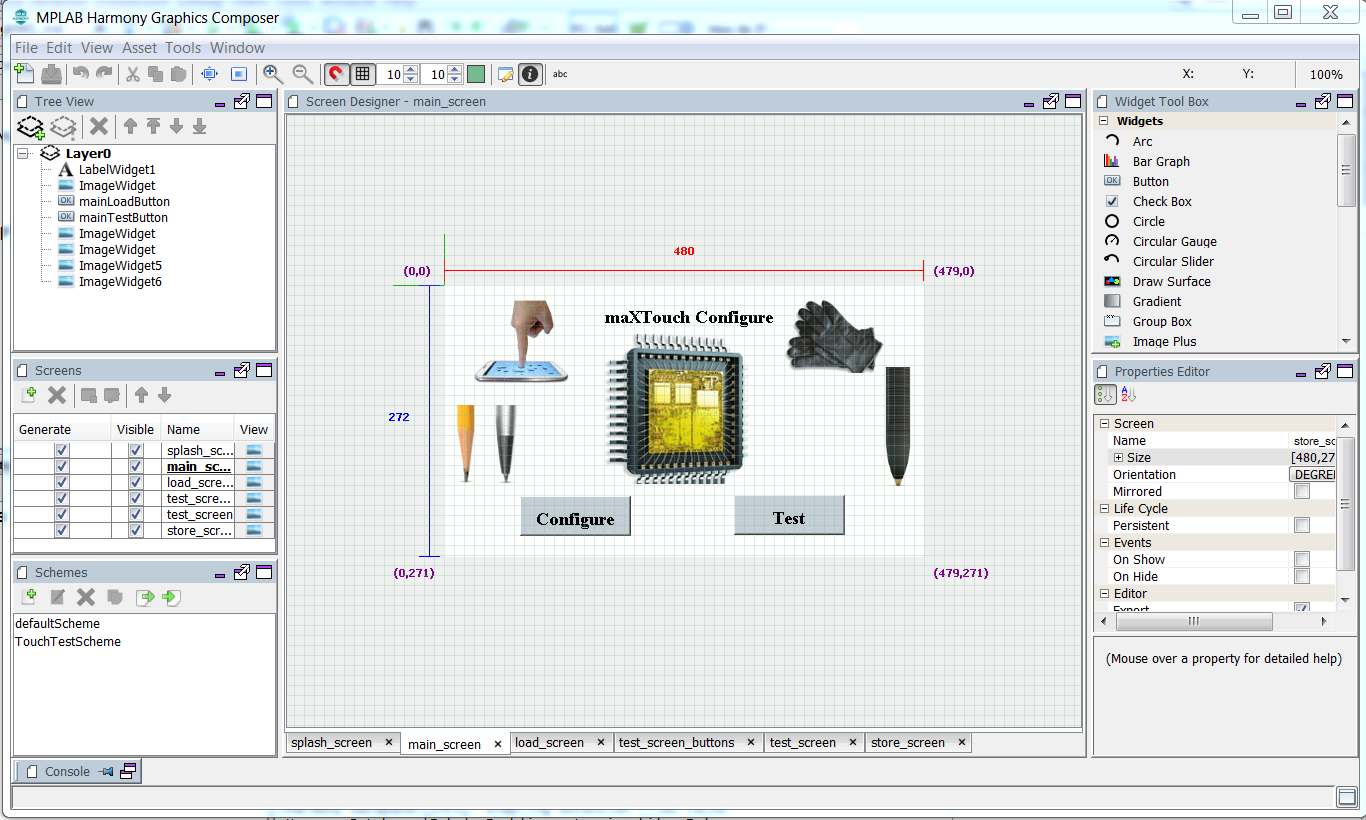 MPLAB Harmony Graphics Composer
File Edit View Asset Tools Window
10 10 abc X: Y: 100%
Tree View
Layer0
LabelWidget1
ImageWidget
mainLoadButton
mainTestButton
ImageWidget
ImageWidget
ImageWidget5
ImageWidget6
Screens
Generate Visible Name View
splash_sc...
main_sc...
load_scre...
test_scre...
test_screen
store_scr...
Schemes
defaultScheme
TouchTestScheme
Console
Screen Designer - main_screen
480
(0,0) (479,0)
maXTouch Configure
272
Configure Test
(0,271) (479,271)
splash_screen main_screen load_screen test_screen_buttons test_screen store_screen
Widget Tool Box
Widgets
Arc
Bar Graph
OK Button
Check Box
Circle
Circular Gauge
Circular Slider
Draw Surface
Gradient
Group Box
Image Plus
Properties Editor
Screen
Name store_sc
Size [480,27
Orientation DEGREE
Mirrored
Life Cycle
Persistent
Events
On Show
On Hide
Editor
Export
(Mouse over a property for detailed help)